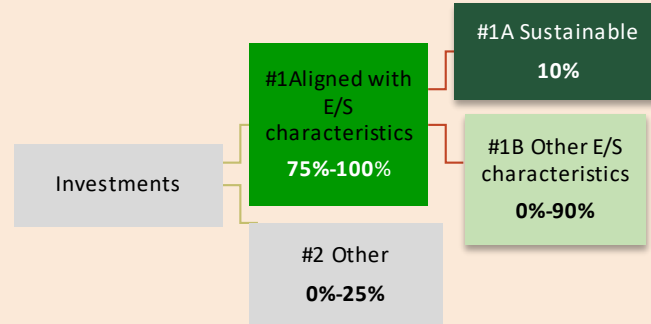 Investments
#1Aligned with
E/S
characteristics
75%-100%
#2 Other
0%-25%
#1A Sustainable
10%
#1B Other E/S
characteristics
0%-90%